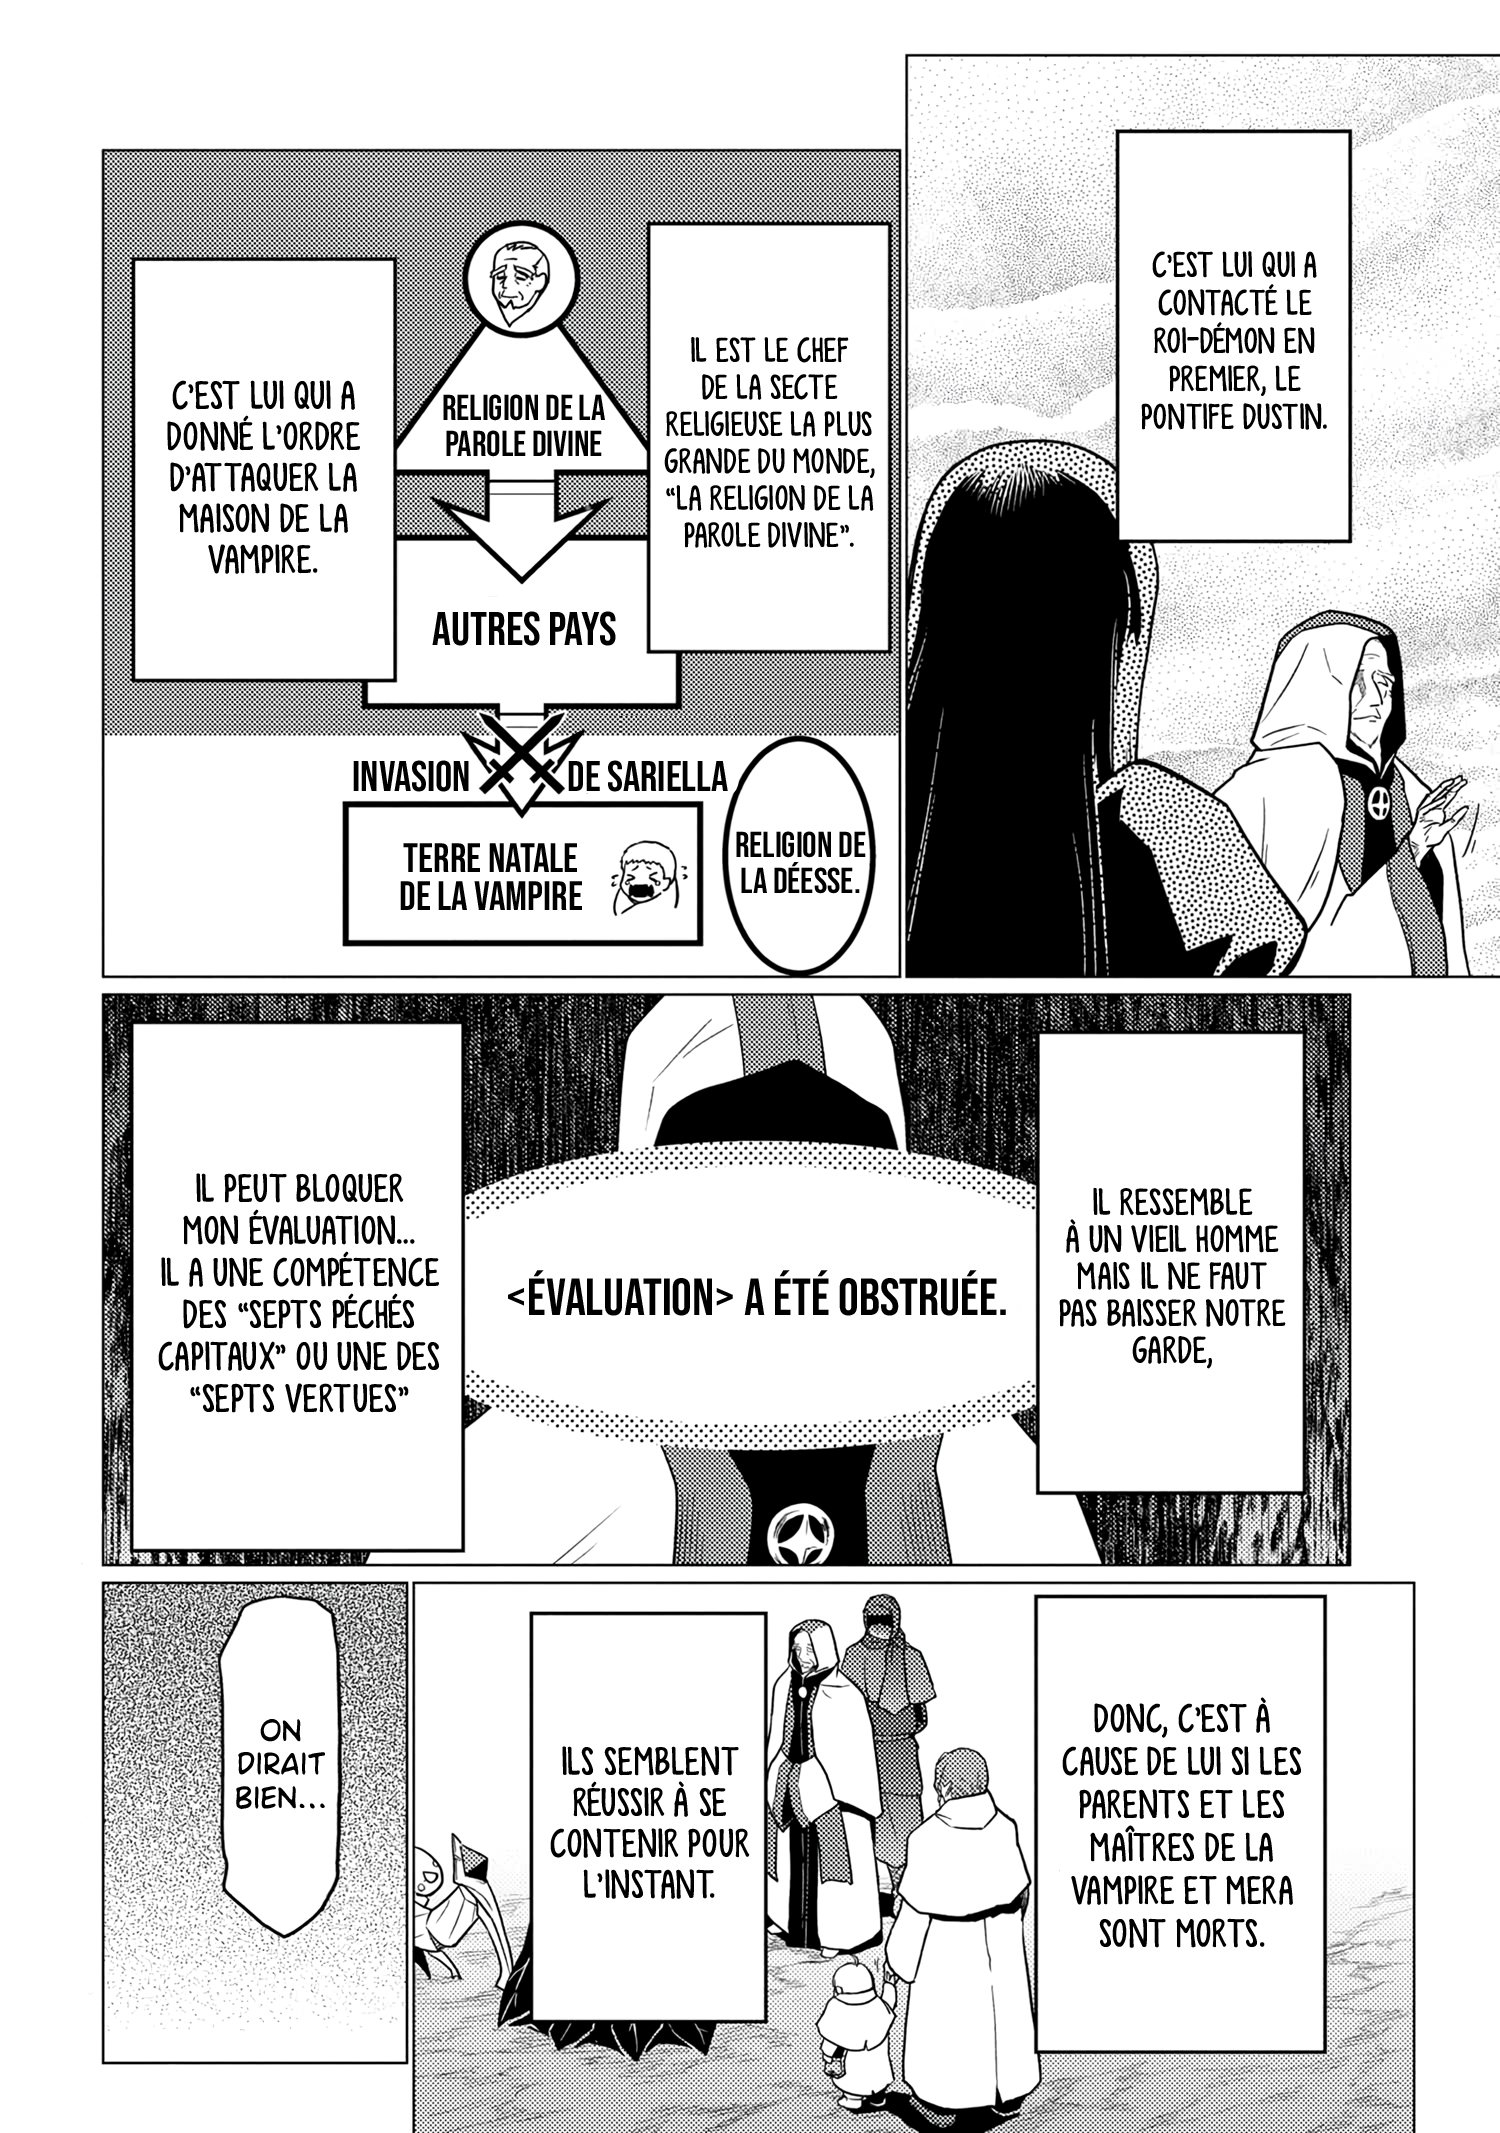 C'EST LUI QUI A
CONTACTÉ LE
ROI-DÉMON EN
PREMIER, LE
PONTIFE DUSTIN.
IL EST LE CHEF
DE LA SECTE
RELIGIEUSE LA PLUS
GRANDE DU MONDE,
"LA RELIGION DE LA
PAROLE DIVINE".
RELIGION DE LA
PAROLE DIVINE
C'EST LUI QUI A
DONNÉ L'ORDRE
D'ATTAQUER LA
MAISON DE LA
VAMPIRE.
AUTRES PAYS
INVASION DE SARIELLA
TERRE NATALE
DE LA VAMPIRE
RELIGION DE
LA DÉESSE.
IL RESSEMBLE
À UN VIEIL HOMME
MAIS IL NE FAUT
PAS BAISSER NOTRE
GARDE,
<ÉVALUATION> A ÉTÉ OBSTRUÉE.
IL PEUT BLOQUER
MON ÉVALUATION...
IL A UNE COMPÉTENCE
DES "SEPTS PÉCHÉS
CAPITAUX" OU UNE DES
"SEPTS VERTUES"
DONC, C'EST À
CAUSE DE LUI SI LES
PARENTS ET LES
MAÎTRES DE LA
VAMPIRE ET MERA
SONT MORTS.
ILS SEMBLENT
RÉUSSIR À SE
CONTENIR POUR
L'INSTANT.
ON
DIRAIT
BIEN...